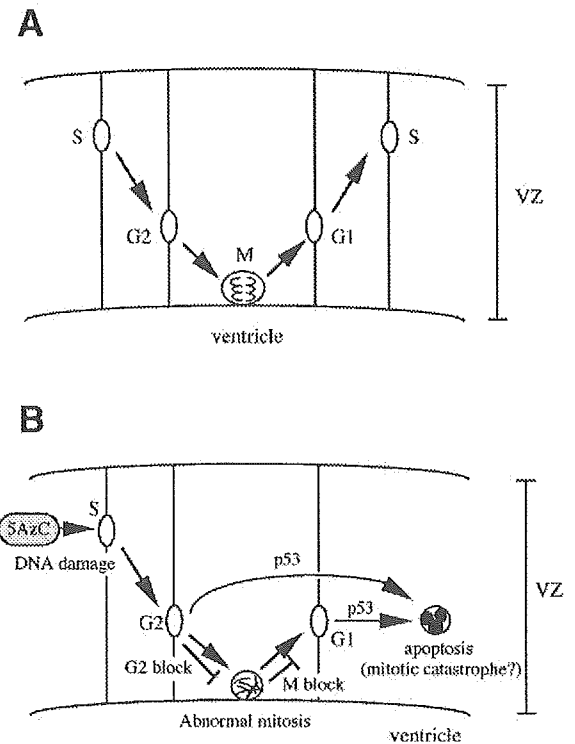 A
S
S
G2
G1
M
VZ
ventricle
B
S
5AzC
DNA damage
p53
G2
p53
G1
VZ
apoptosis
(mitotic catastrophe?)
G2 block
M block
Abnormal mitosis
ventricle